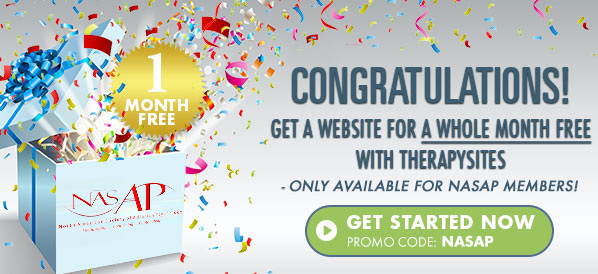 1
MONTH
FREE
NASAP
CONGRATULATIONS!
GET A WEBSITE FOR A WHOLE MONTH FREE
WITH THERAPYSITES
- ONLY AVAILABLE FOR NASAP MEMBERS!
GET STARTED NOW
PROMO CODE: NASAP